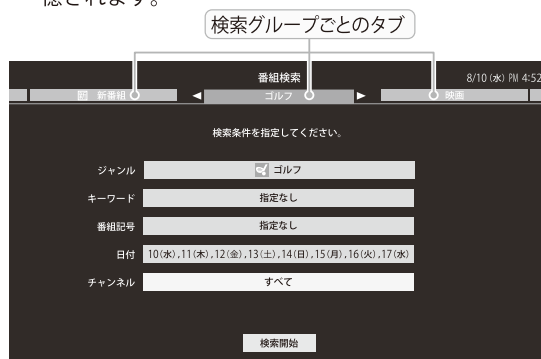 憶されます。
検索グループごとのタブ
番組検索 8/10 (水) PM 4:52
新番組 ◀ ゴルフ ▶ 映画
検索条件を指定してください。
ジャンル ゴルフ
キーワード 指定なし
番組記号 指定なし
日付 10(水),11(木),12(金),13(土),14(日),15(月),16(火),17(水)
チャンネル すべて
検索開始